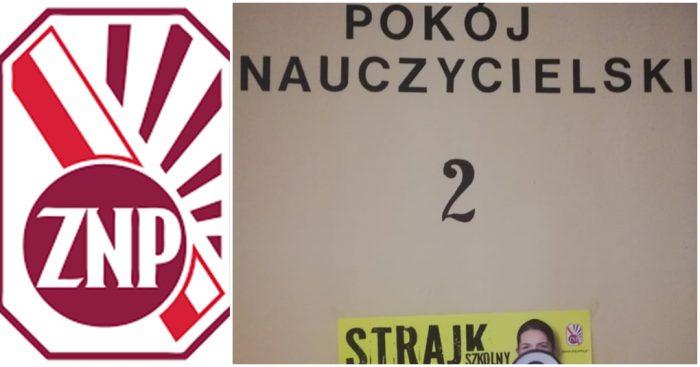 ZNP
POKÓJ
NAUCZYCIELSKI
2
STRAJK
SZKOLNY